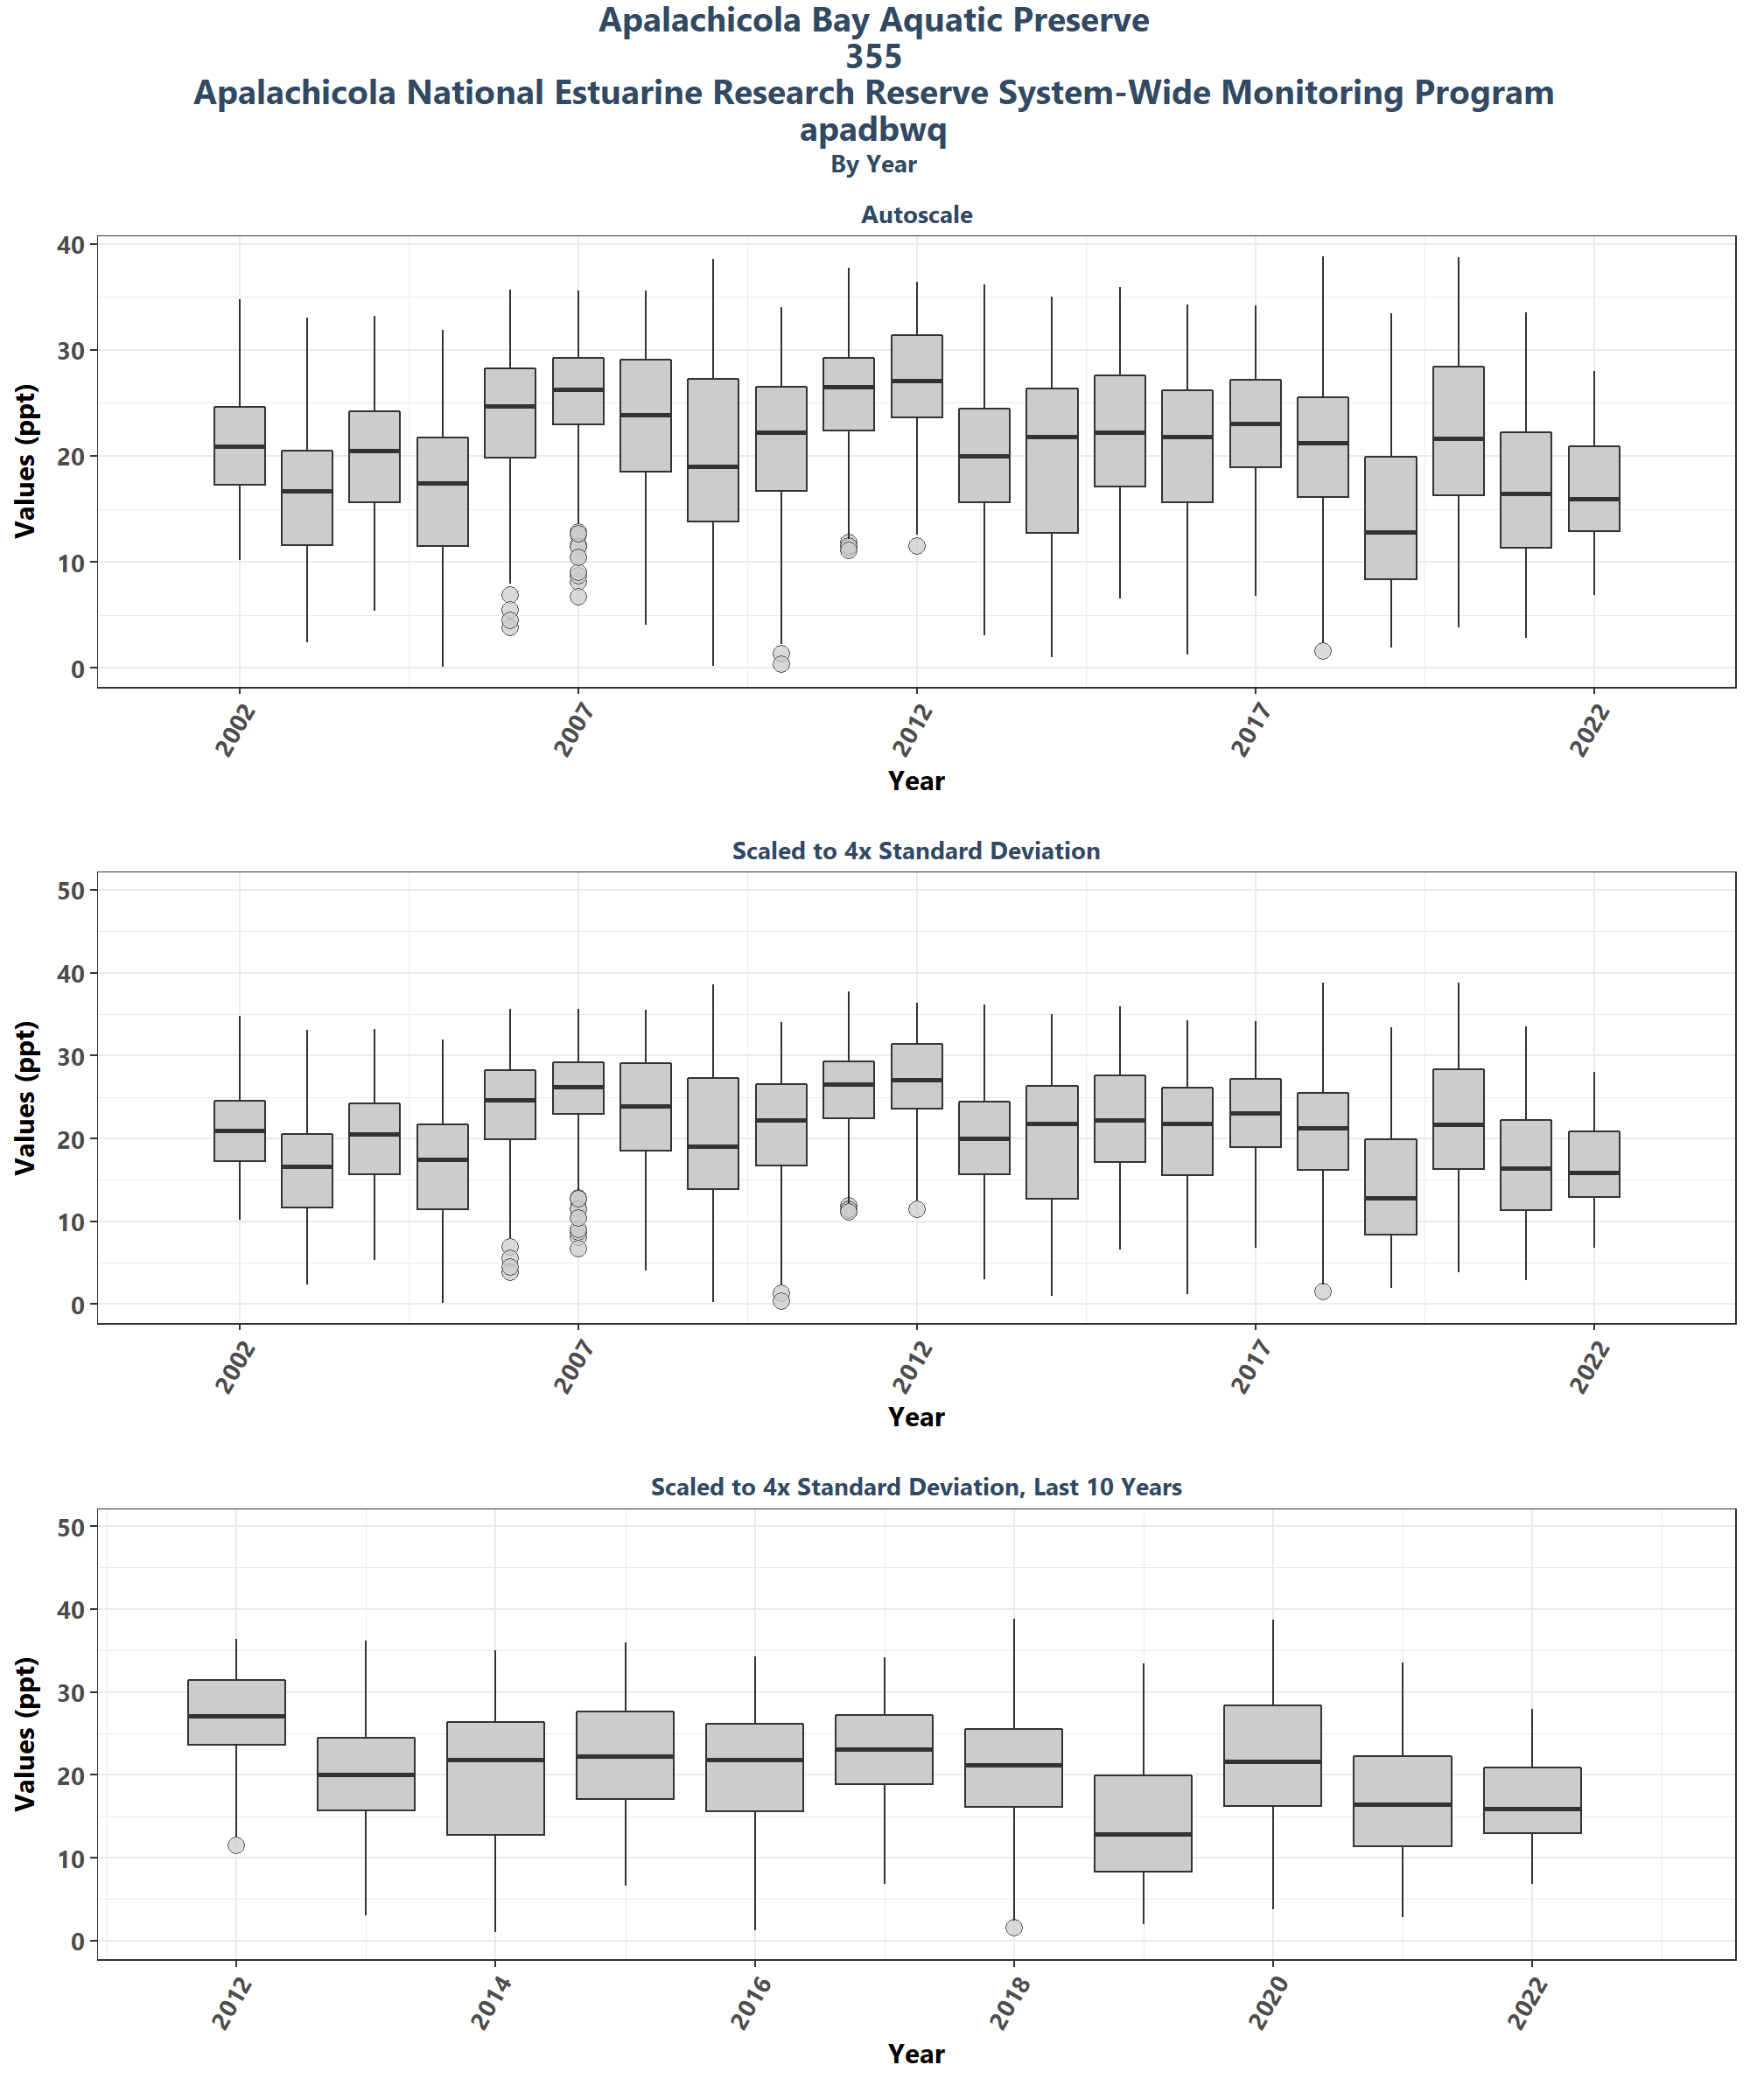 Apalachicola Bay Aquatic Preserve
355
Apalachicola National Estuarine Research Reserve System-Wide Monitoring Program
apadbwq
By Year
Autoscale
Values (ppt)
40
30
20
10
0
2002
2007
2012
2017
2022
Year
Scaled to 4x Standard Deviation
Values (ppt)
50
40
30
20
10
0
2002
2007
2012
2017
2022
Year
Scaled to 4x Standard Deviation, Last 10 Years
Values (ppt)
50
40
30
20
10
0
2012
2014
2016
2018
2020
2022
Year